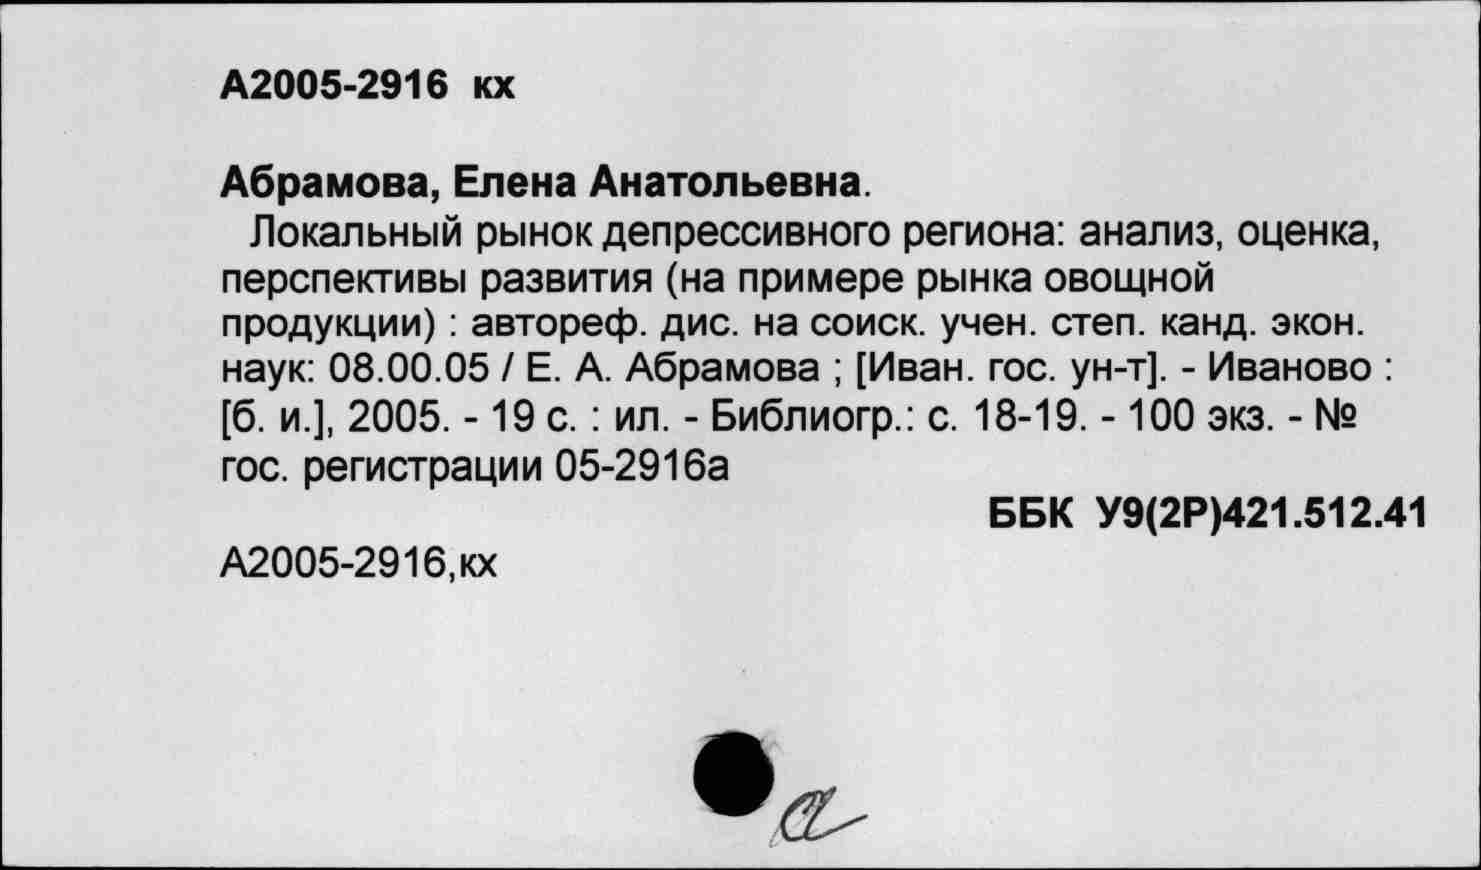 А2005-2916 кх
Абрамова, Елена Анатольевна.
Локальный рынок депрессивного региона: анализ, оценка,
перспективы развития (на примере рынка овощной
продукции) : автореф. дис. на соиск. учен. степ. канд. экон.
наук: 08.00.05 / Е. А. Абрамова ; [Иван. гос. ун-т]. - Иваново :
[б. и.], 2005. - 19 с. : ил. - Библиогр.: с. 18-19. - 100 экз. - №
гос. регистрации 05-2916а
ББК У9(2Р)421.512.41
А2005-2916,кх
а